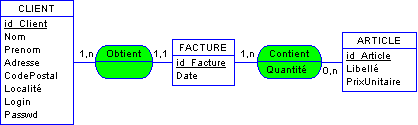 CLIENT
id_Client
Nom
Prenom
Adresse
CodePostal
Localité
Login
Passwd
1,n
Obtient
1,1
FACTURE
id_Facture
Date
1,n
Contient
Quantité
0,n
ARTICLE
id_Article
Libellé
PrixUnitaire